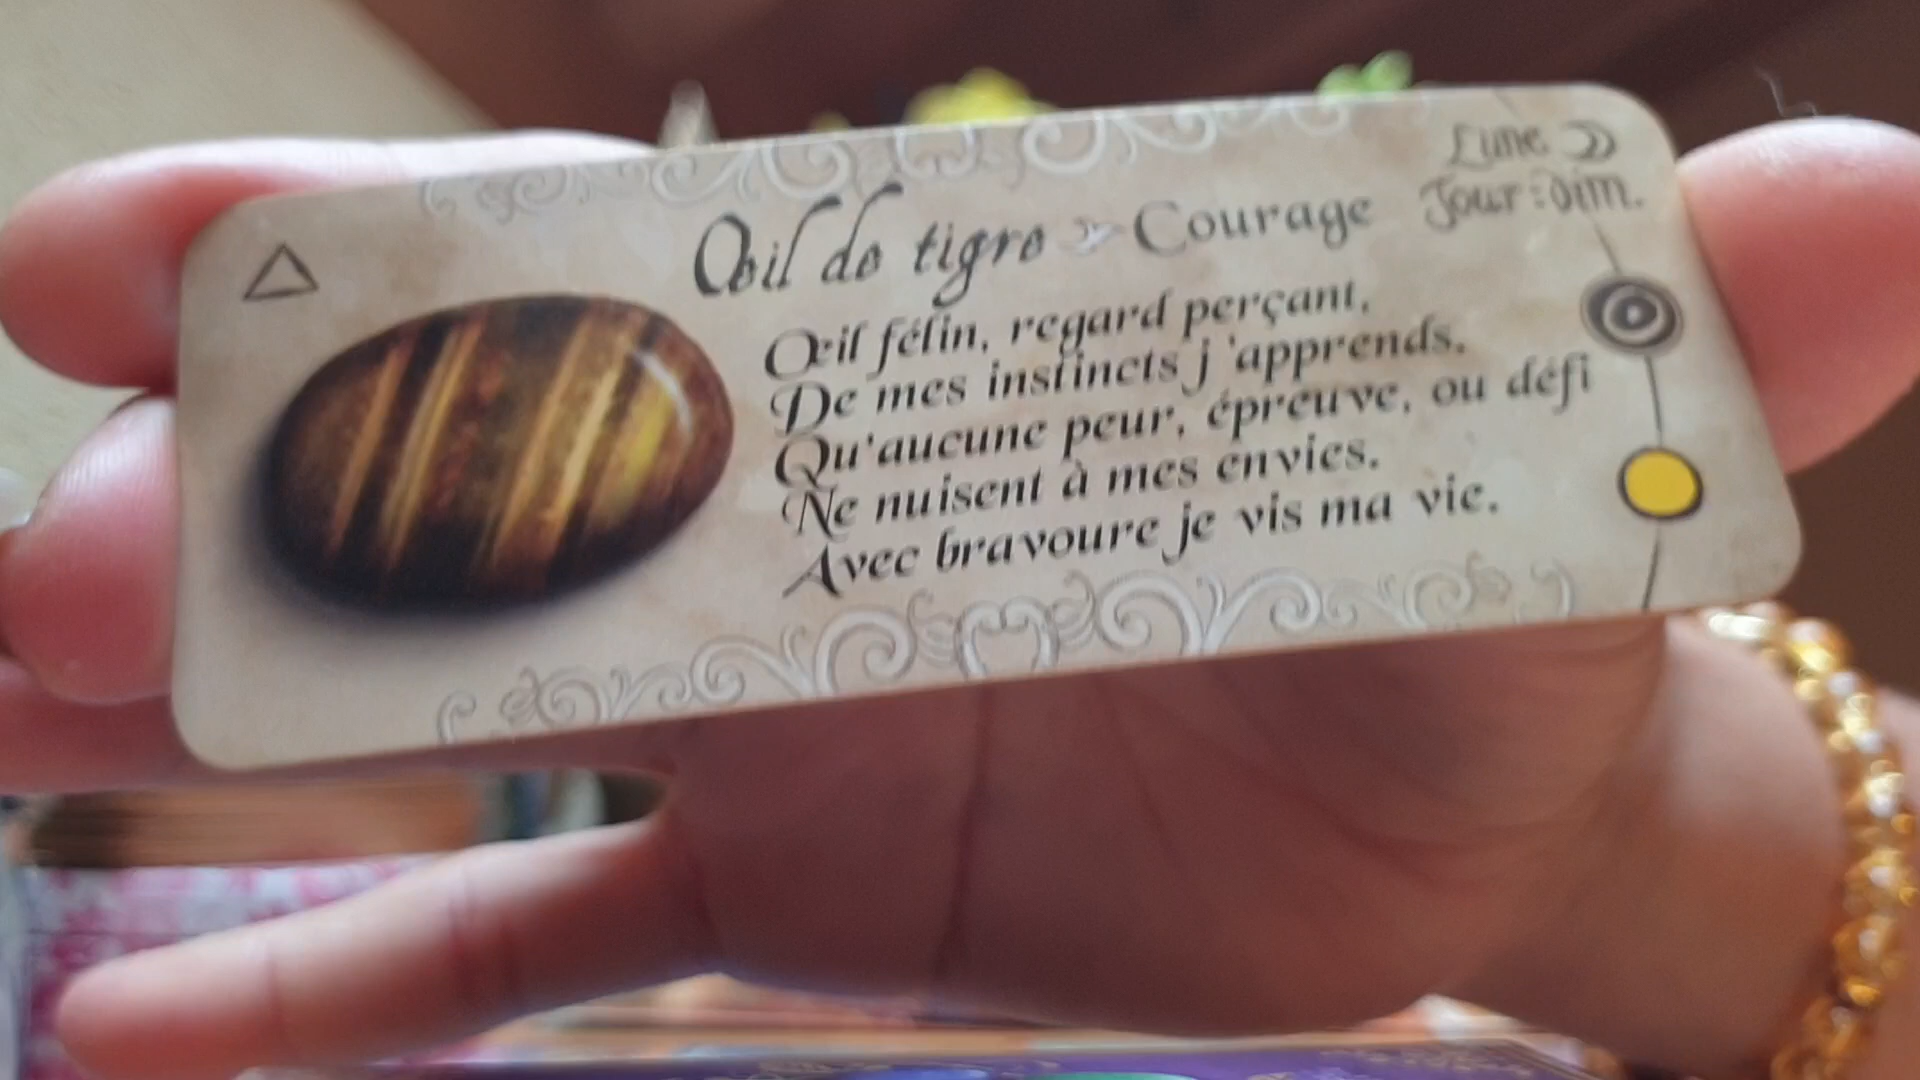 Lune
Jour : Dim.
Œil de tigre Courage
Œil félin, regard perçant,
De mes instincts j'apprends.
Qu'aucune peur, épreuve, ou défi
Ne nuisent à mes envies.
Avec bravoure je vis ma vie.